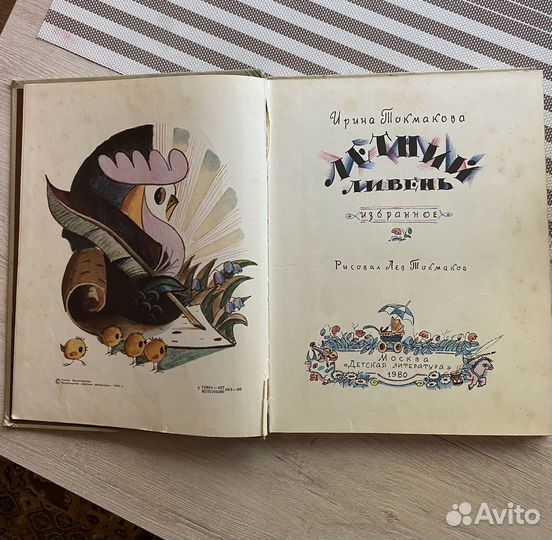 Ирина Токмакова
ЛЕТНИЙ
ЛИВЕНЬ
избранное
Рисовал Лев Токмаков
МОСКВА
«ДЕТСКАЯ ЛИТЕРАТУРА»
1980
Avito